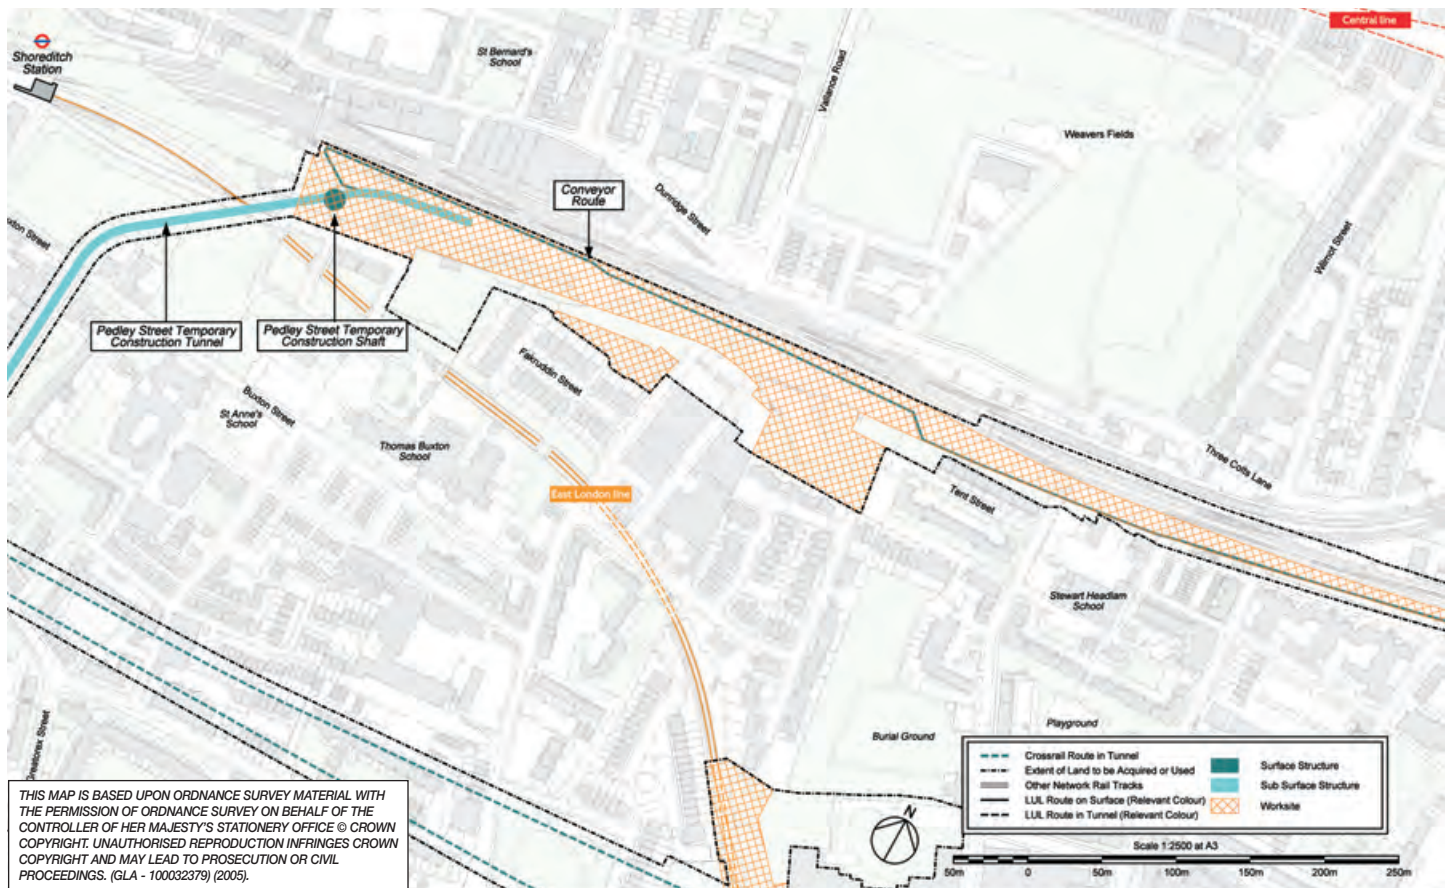 Central line
Shoreditch
Station
St Bernard's
School
Vallance Road
Weavers Fields
Conveyor
Route
Dunridge Street
Wilmot Street
Pedley Street Temporary
Construction Tunnel
Pedley Street Temporary
Construction Shaft
Fakruddin Street
Buxton Street
St Anne's
School
Thomas Buxton
School
East London line
Three Colts Lane
Tent Street
Stewart Headlam
School
Greatorex Street
Burial Ground
Playground
Crossrail Route in Tunnel
Extent of Land to be Acquired or Used
Other Network Rail Tracks
LUL Route on Surface (Relevant Colour)
LUL Route in Tunnel (Relevant Colour)
Surface Structure
Sub Surface Structure
Worksite
N
Scale 1:2500 at A3
50m 0 50m 100m 150m 200m 250m
THIS MAP IS BASED UPON ORDNANCE SURVEY MATERIAL WITH
THE PERMISSION OF ORDNANCE SURVEY ON BEHALF OF THE
CONTROLLER OF HER MAJESTY'S STATIONERY OFFICE © CROWN
COPYRIGHT. UNAUTHORISED REPRODUCTION INFRINGES CROWN
COPYRIGHT AND MAY LEAD TO PROSECUTION OR CIVIL
PROCEEDINGS. (GLA - 100032379) (2005).